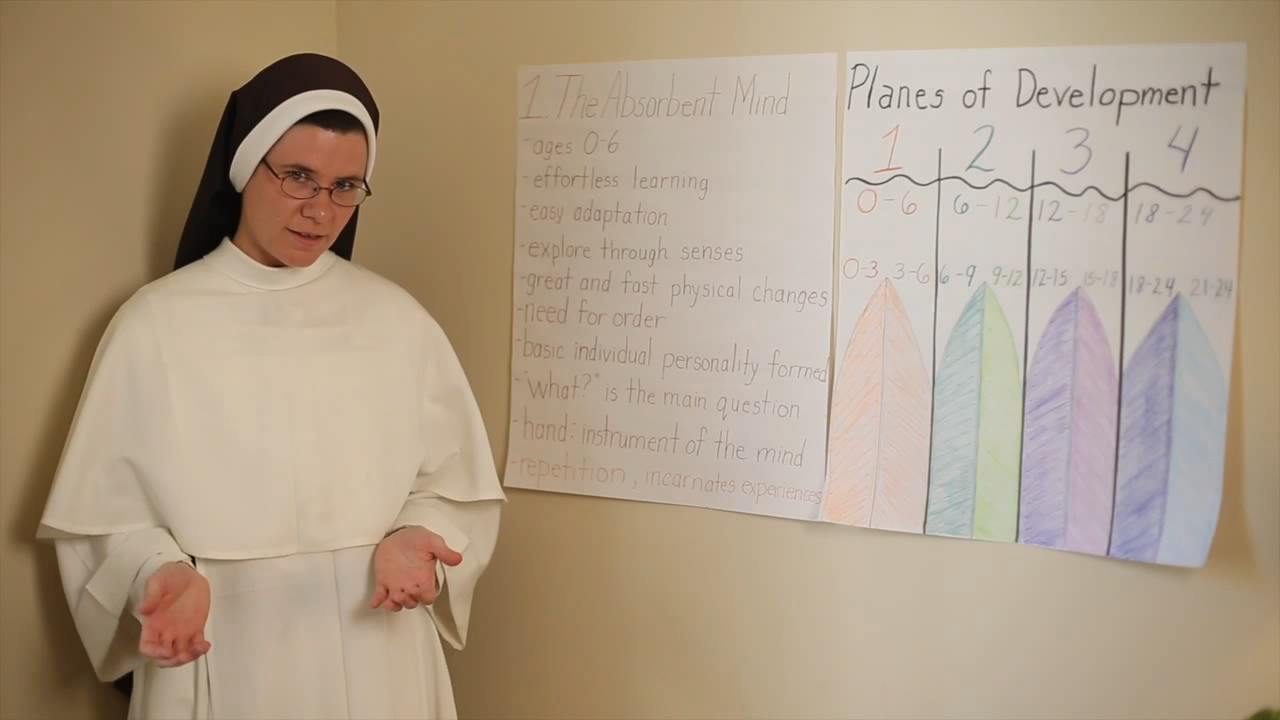 1. The Absorbent Mind
-ages 0-6
-effortless learning
-easy adaptation
-explore through senses
-great and fast physical changes
-need for order
-basic individual personality formed
-"what?" is the main question
-hand: instrument of the mind
-repetition, incarnates experiences
Planes of Development
1 2 3 4
0-6 6-12 12-18 18-24
0-3 3-6 6-9 9-12 12-15 15-18 18-24 21-24